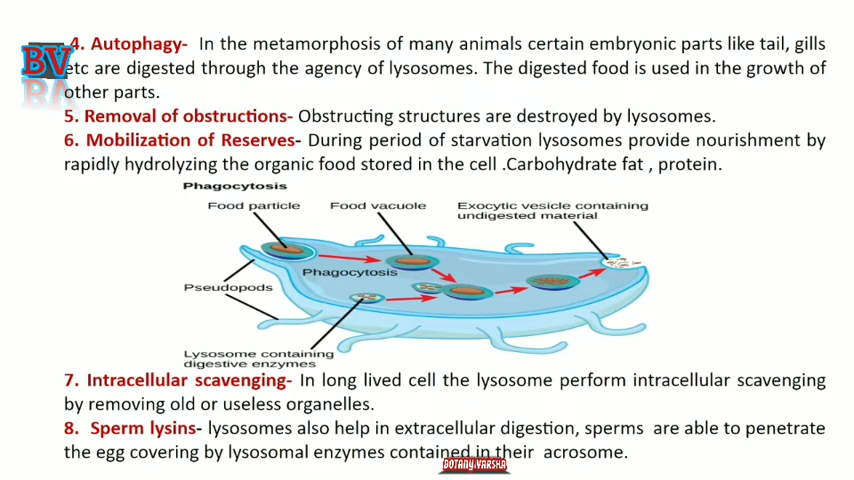 4. Autophagy- In the metamorphosis of many animals certain embryonic parts like tail, gills
BV
etc are digested through the agency of lysosomes. The digested food is used in the growth of
other parts.
5. Removal of obstructions- Obstructing structures are destroyed by lysosomes.
6. Mobilization of Reserves- During period of starvation lysosomes provide nourishment by
rapidly hydrolyzing the organic food stored in the cell .Carbohydrate fat , protein.
Phagocytosis
Food particle
Food vacuole
Exocytic vesicle containing
undigested material
Phagocytosis
Pseudopods
Lysosome containing
digestive enzymes
7. Intracellular scavenging- In long lived cell the lysosome perform intracellular scavenging
by removing old or useless organelles.
8. Sperm lysins- lysosomes also help in extracellular digestion, sperms are able to penetrate
the egg covering by lysosomal enzymes contained in their acrosome.
BOTANY VARSHA